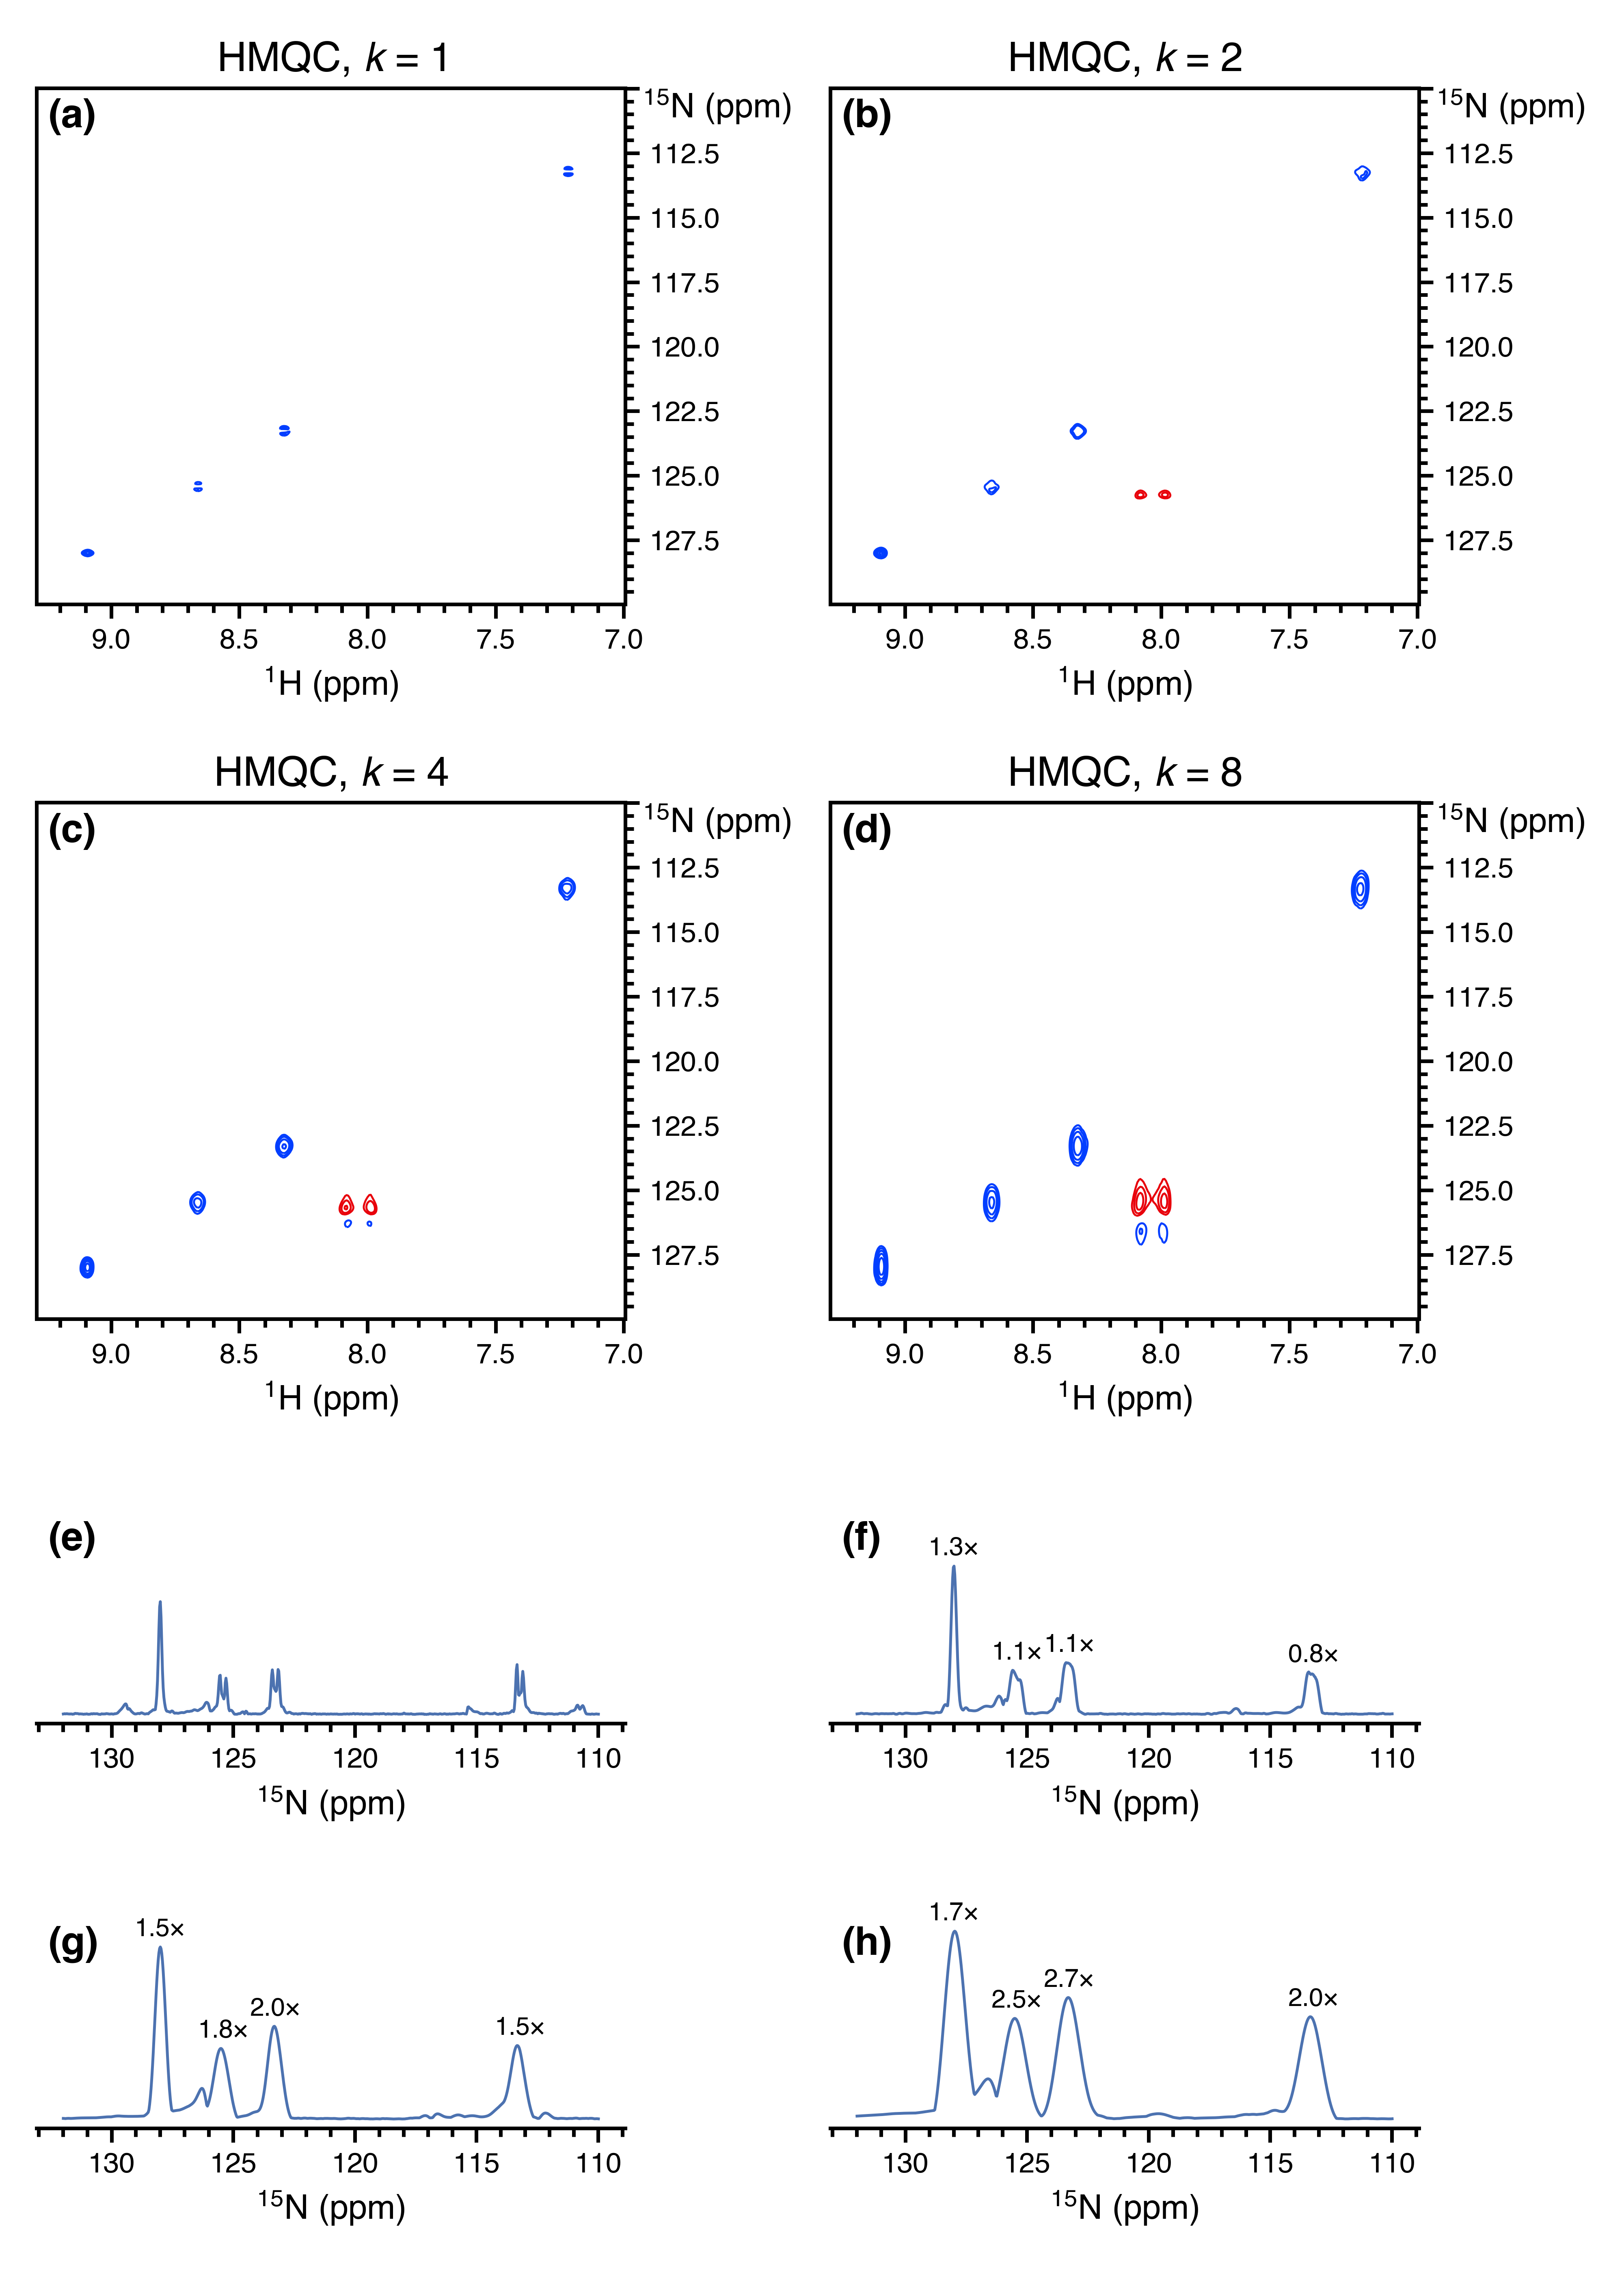 HMQC, k = 1
(a)
¹⁵N (ppm)
112.5
115.0
117.5
120.0
122.5
125.0
127.5
9.0 8.5 8.0 7.5 7.0
¹H (ppm)
HMQC, k = 2
(b)
¹⁵N (ppm)
112.5
115.0
117.5
120.0
122.5
125.0
127.5
9.0 8.5 8.0 7.5 7.0
¹H (ppm)
HMQC, k = 4
(c)
¹⁵N (ppm)
112.5
115.0
117.5
120.0
122.5
125.0
127.5
9.0 8.5 8.0 7.5 7.0
¹H (ppm)
HMQC, k = 8
(d)
¹⁵N (ppm)
112.5
115.0
117.5
120.0
122.5
125.0
127.5
9.0 8.5 8.0 7.5 7.0
¹H (ppm)
(e)
130 125 120 115 110
¹⁵N (ppm)
(f)
1.3×
1.1× 1.1×
0.8×
130 125 120 115 110
¹⁵N (ppm)
(g)
1.5×
1.8×
2.0×
1.5×
130 125 120 115 110
¹⁵N (ppm)
(h)
1.7×
2.5×
2.7×
2.0×
130 125 120 115 110
¹⁵N (ppm)